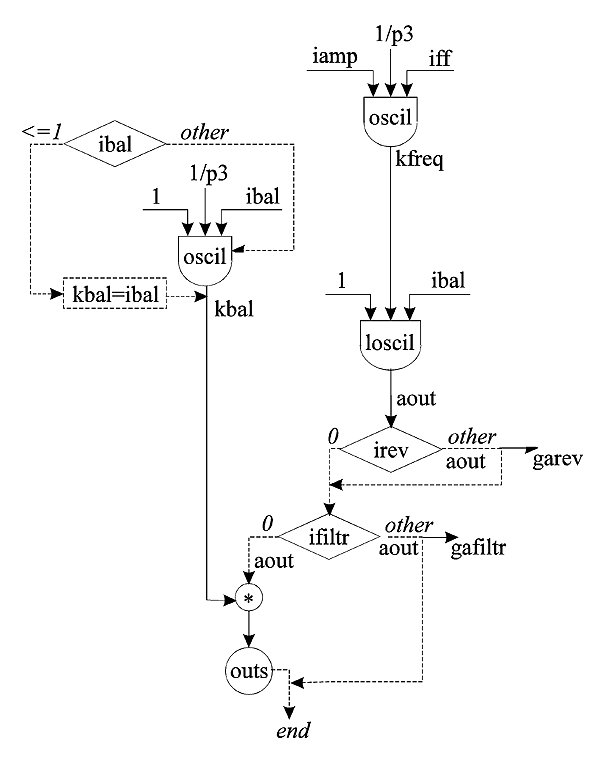 1/p3
iamp
iff
oscil
kfreq
<=1
ibal
other
1/p3
1
ibal
oscil
kbal=ibal
kbal
1
ibal
loscil
aout
0
irev
other
aout
garev
0
ifiltr
other
aout
aout
gafiltr
*
outs
end